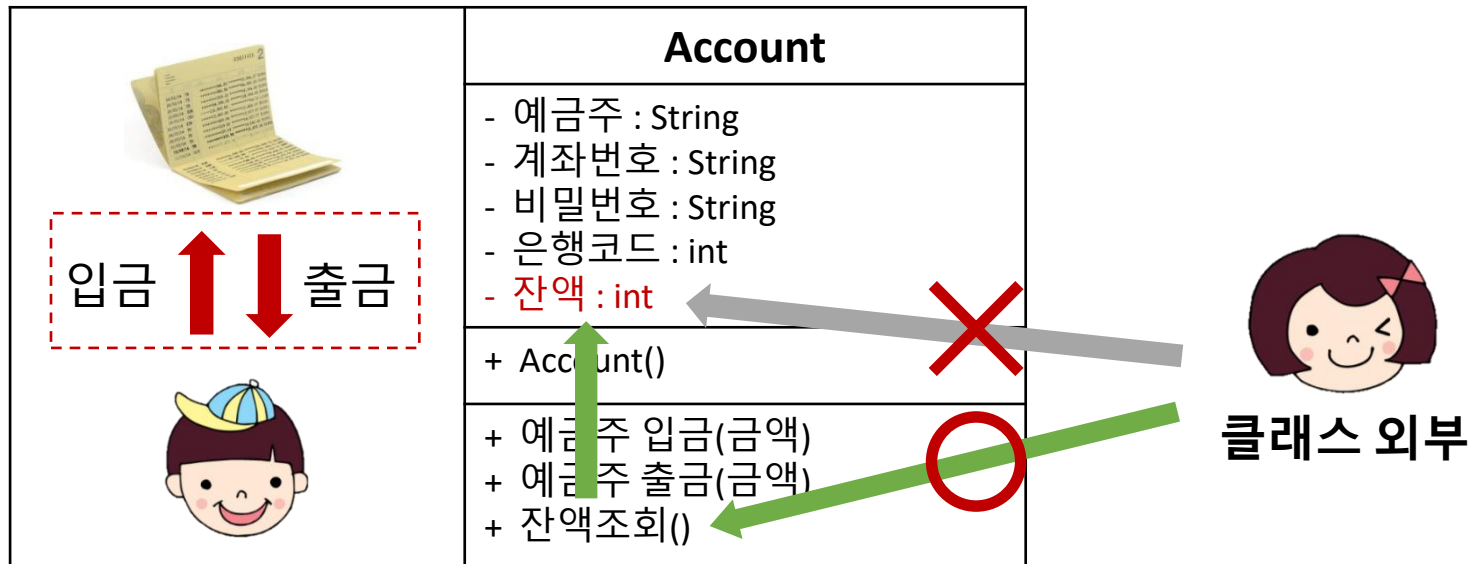 Account
- 예금주 : String
- 계좌번호 : String
- 비밀번호 : String
- 은행코드 : int
- 잔액 : int
입금
출금
+ Account()
+ 예금주 입금(금액)
+ 예금주 출금(금액)
+ 잔액조회()
클래스 외부